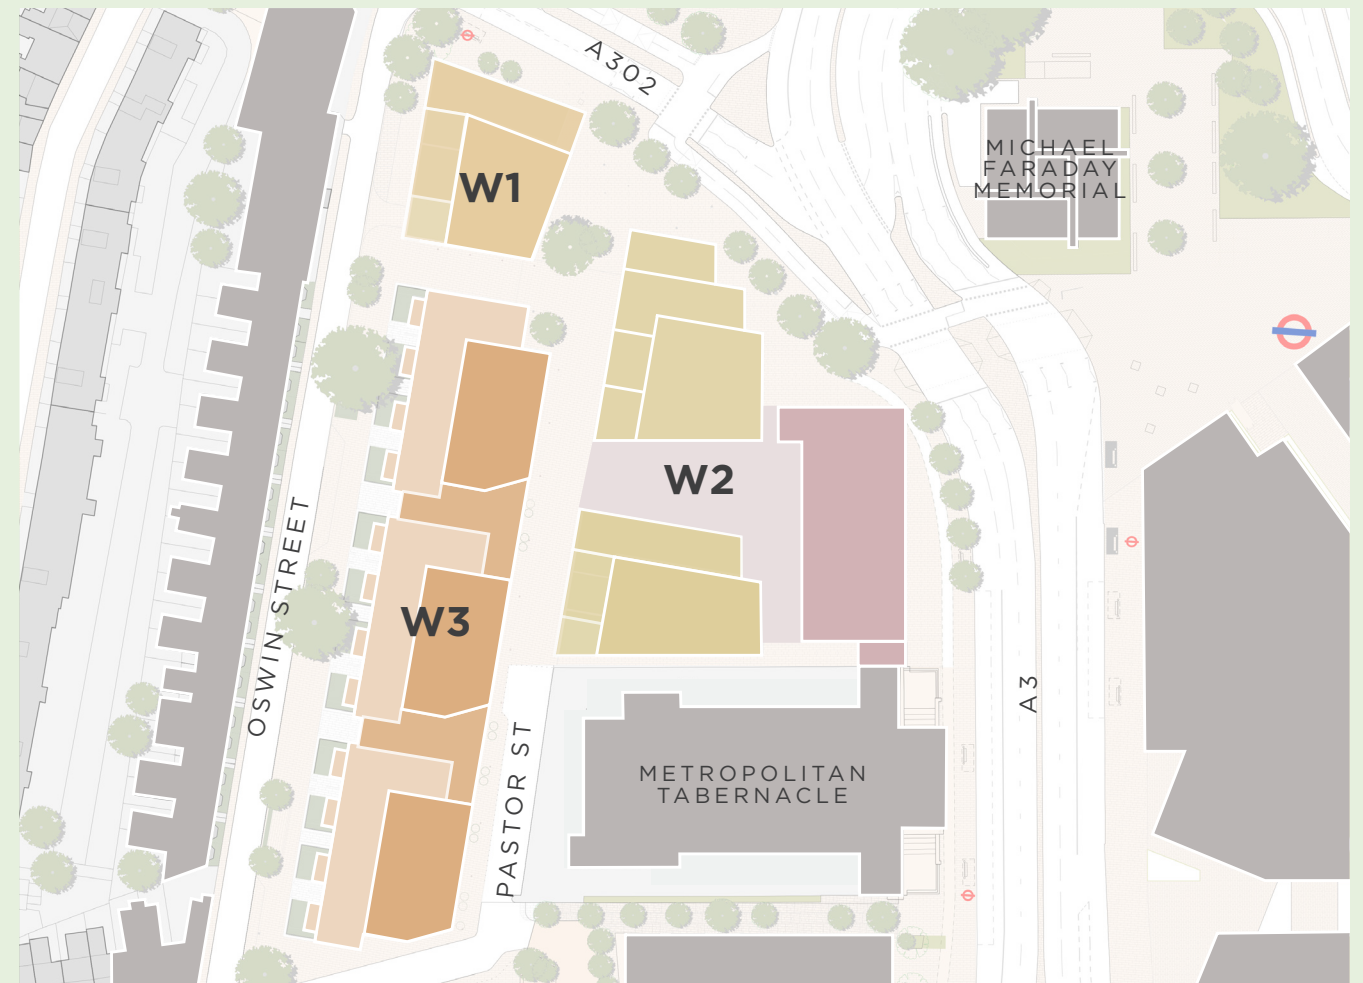 A302
MICHAEL
FARADAY
MEMORIAL
W1
W2
W3
OSWIN STREET
A3
PASTOR ST
METROPOLITAN
TABERNACLE